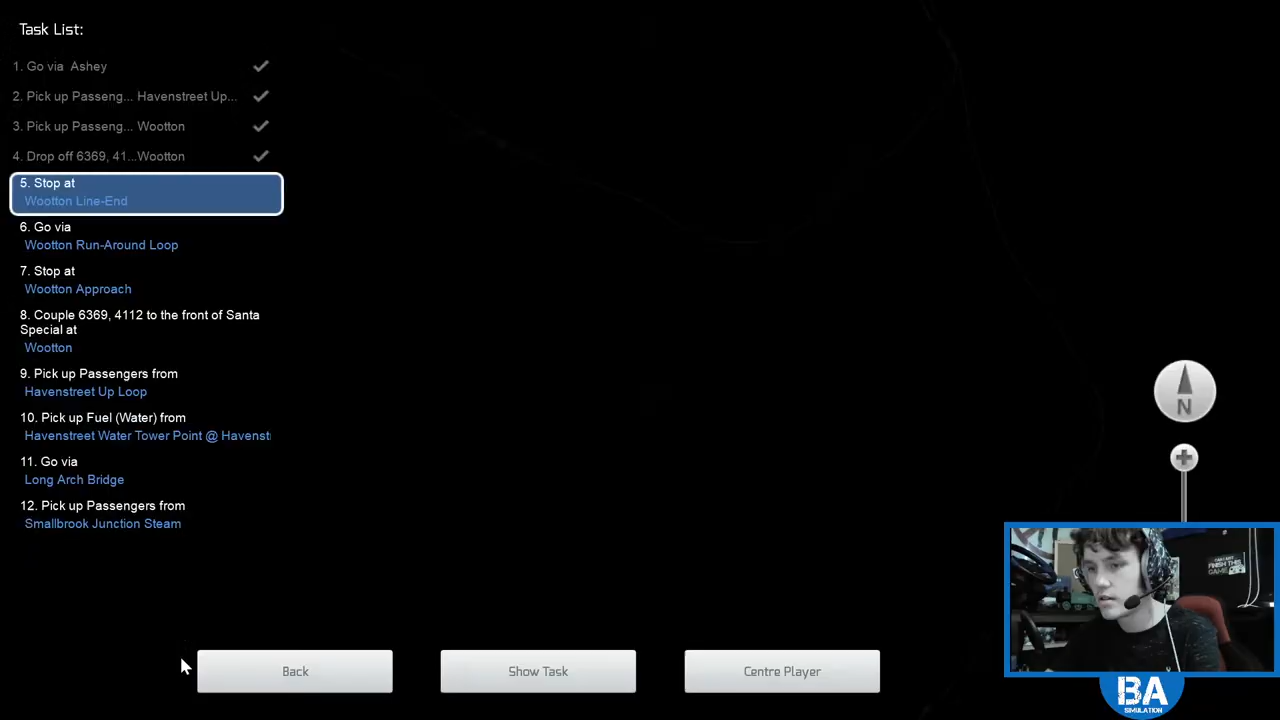 Task List:
1. Go via  Ashey
2. Pick up Passeng... Havenstreet Up...
3. Pick up Passeng... Wootton
4. Drop off 6369, 41...Wootton
5. Stop at
Wootton Line-End
6. Go via
Wootton Run-Around Loop
7. Stop at
Wootton Approach
8. Couple 6369, 4112 to the front of Santa
Special at
Wootton
9. Pick up Passengers from
Havenstreet Up Loop
10. Pick up Fuel (Water) from
Havenstreet Water Tower Point @ Havenst
11. Go via
Long Arch Bridge
12. Pick up Passengers from
Smallbrook Junction Steam
N
Back
Show Task
Centre Player
FINISH THIS
GAME
BA
SIMULATION